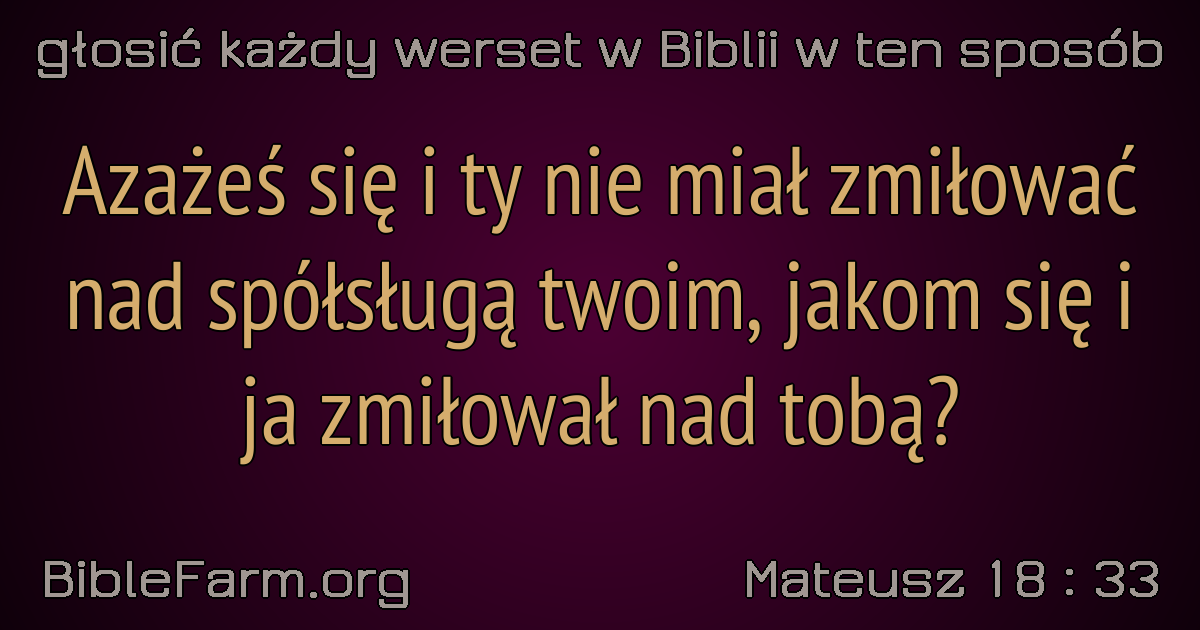 głosić każdy werset w Biblii w ten sposób
Azażeś się i ty nie miał zmiłować
nad spółsługą twoim, jakom się i
ja zmiłował nad tobą?
BibleFarm.org
Mateusz 18 : 33